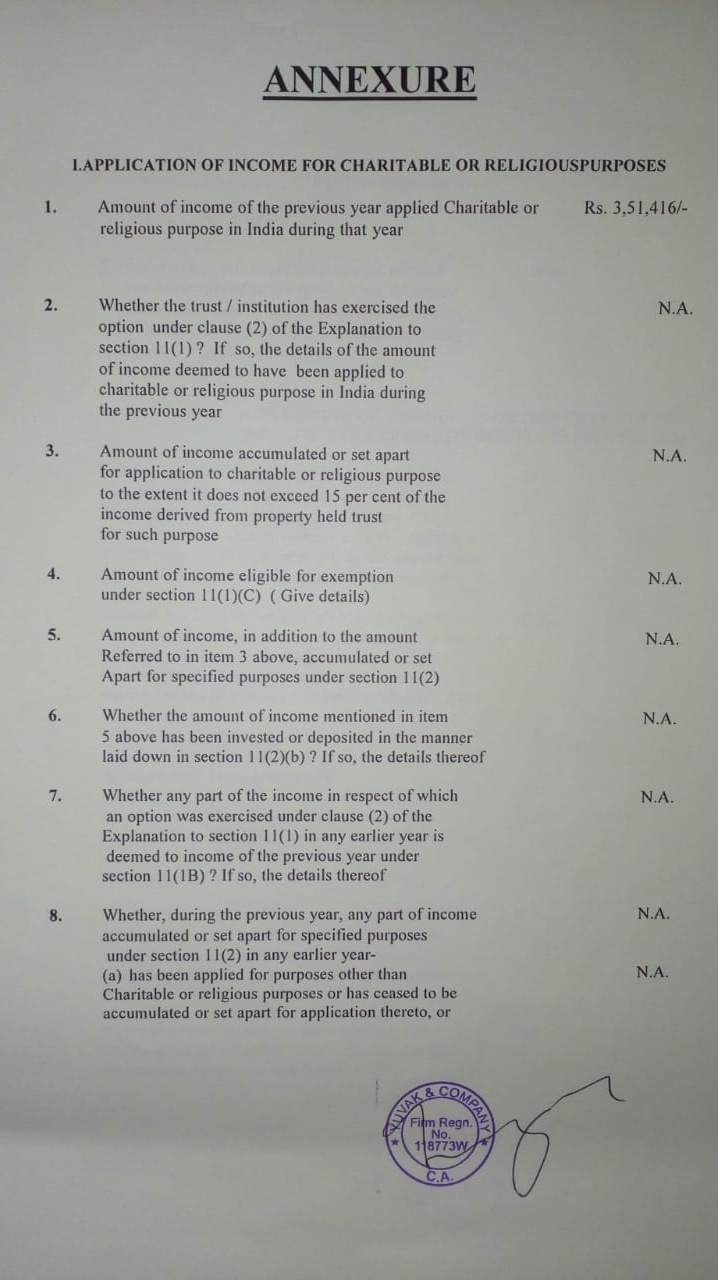 ANNEXURE
I.APPLICATION OF INCOME FOR CHARITABLE OR RELIGIOUSPURPOSES
1. Amount of income of the previous year applied Charitable or Rs. 3,51,416/-
religious purpose in India during that year
2. Whether the trust / institution has exercised the N.A.
option under clause (2) of the Explanation to
section 11(1) ? If so, the details of the amount
of income deemed to have been applied to
charitable or religious purpose in India during
the previous year
3. Amount of income accumulated or set apart N.A.
for application to charitable or religious purpose
to the extent it does not exceed 15 per cent of the
income derived from property held trust
for such purpose
4. Amount of income eligible for exemption N.A.
under section 11(1)(C) ( Give details)
5. Amount of income, in addition to the amount N.A.
Referred to in item 3 above, accumulated or set
Apart for specified purposes under section 11(2)
6. Whether the amount of income mentioned in item N.A.
5 above has been invested or deposited in the manner
laid down in section 11(2)(b) ? If so, the details thereof
7. Whether any part of the income in respect of which N.A.
an option was exercised under clause (2) of the
Explanation to section 11(1) in any earlier year is
deemed to income of the previous year under
section 11(1B) ? If so, the details thereof
8. Whether, during the previous year, any part of income N.A.
accumulated or set apart for specified purposes
under section 11(2) in any earlier year-
(a) has been applied for purposes other than N.A.
Charitable or religious purposes or has ceased to be
accumulated or set apart for application thereto, or
YUVAK & COMPANY
Firm Regn.
No.
118773W
C.A.